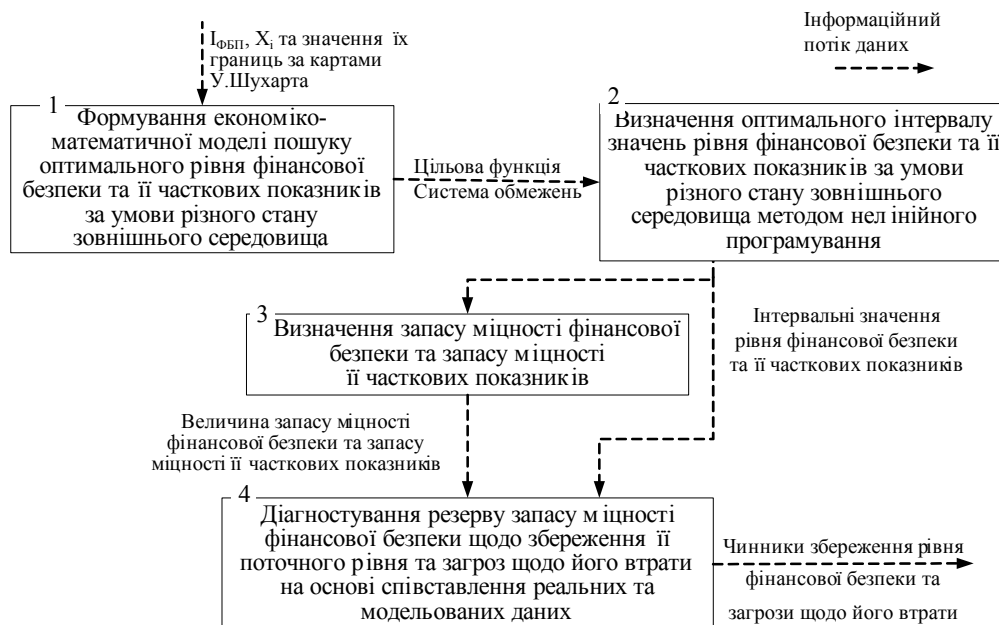 I_ФБП, X_i та значення їх
границь за картами
У.Шухарта
Інформаційний
потік даних
1
Формування економіко-
математичної моделі пошуку
оптимального рівня фінансової
безпеки та її часткових показників
за умови різного стану
зовнішнього середовища
Цільова функція
Система обмежень
2
Визначення оптимального інтервалу
значень рівня фінансової безпеки та її
часткових показників за умови
різного стану зовнішнього
середовища методом нелінійного
програмування
3
Визначення запасу міцності фінансової
безпеки та запасу міцності
її часткових показників
Інтервальні значення
рівня фінансової безпеки
та її часткових показників
Величина запасу міцності
фінансової безпеки та запасу
міцності її часткових показників
4
Діагностування резерву запасу міцності
фінансової безпеки щодо збереження її
поточного рівня та загроз щодо його втрати
на основі співставлення реальних та
модельованих даних
Чинники збереження рівня
фінансової безпеки та
загрози щодо його втрати